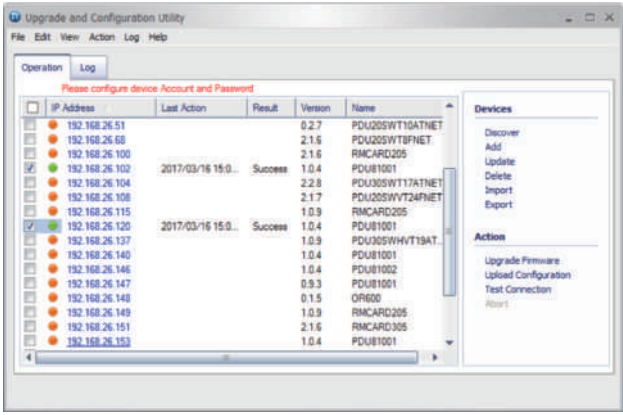 Upgrade and Configuration Utility
File Edit View Action Log Help
Operation Log
Please configure device Account and Password
IP Address Last Action Result Version Name
192.168.26.51 0.2.7 PDU20SWT10ATNET
192.168.26.68 2.1.6 PDU20SWT8FNET
192.168.26.100 2.1.6 RMCARD205
192.168.26.102 2017/03/16 15:0... Success 1.0.4 PDU81001
192.168.26.104 2.2.8 PDU30SWT17ATNET
192.168.26.108 2.1.7 PDU20SWVT24FNET
192.168.26.115 1.0.9 RMCARD205
192.168.26.120 2017/03/16 15:0... Success 1.0.4 PDU81001
192.168.26.137 1.0.9 PDU30SWHVT19AT...
192.168.26.140 1.0.4 PDU81001
192.168.26.146 1.0.4 PDU81002
192.168.26.147 0.9.3 PDU81001
192.168.26.148 0.1.5 OR600
192.168.26.149 1.0.9 RMCARD205
192.168.26.151 2.1.6 RMCARD305
192.168.26.153 1.0.4 PDU81001
Devices
Discover
Add
Update
Delete
Import
Export
Action
Upgrade Firmware
Upload Configuration
Test Connection
Abort